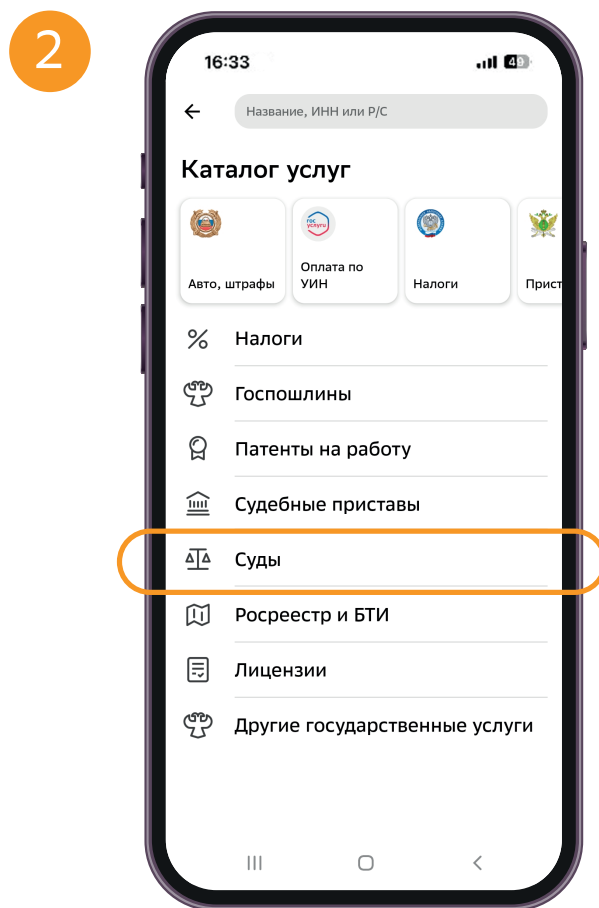 2
16:33
49
Название, ИНН или Р/С
Каталог услуг
гос
услуги
Авто, штрафы
Оплата по
УИН
Налоги
Прист
Налоги
Госпошлины
Патенты на работу
Судебные приставы
Суды
Росреестр и БТИ
Лицензии
Другие государственные услуги